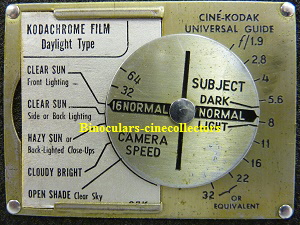 KODACHROME FILM
Daylight Type
CLEAR SUN
Front Lighting
CLEAR SUN
Side or Back Lighting
HAZY SUN or
Back-Lighted Close-Ups
CLOUDY BRIGHT
OPEN SHADE Clear Sky
CINÉ-KODAK
UNIVERSAL GUIDE
f/1.9
2.8
4
5.6
8
11
16
22
32
OR
EQUIVALENT
64
32
16 NORMAL
CAMERA
SPEED
SUBJECT
DARK
NORMAL
LIGHT
Binoculars-cinecollectors